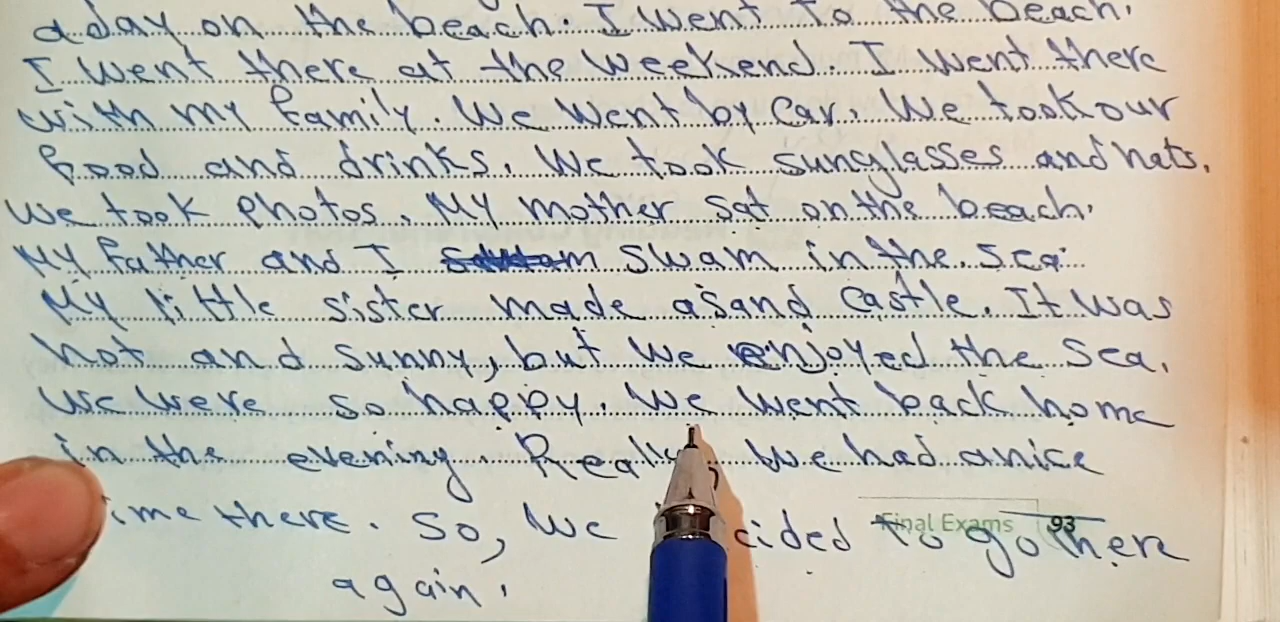 a day on the beach. I went to the beach.
I went there at the weekend. I went there
with my family. We went by car. We took our
food and drinks. We took sunglasses and hats.
We took photos. My mother sat on the beach.
My father and I swam in the sea.
My little sister made a sand castle. It was
hot and sunny, but we enjoyed the sea.
We were so happy. We went back home
in the evening. Really, we had a nice
ime there. So, we cided to go there
Final Exams 93
again.